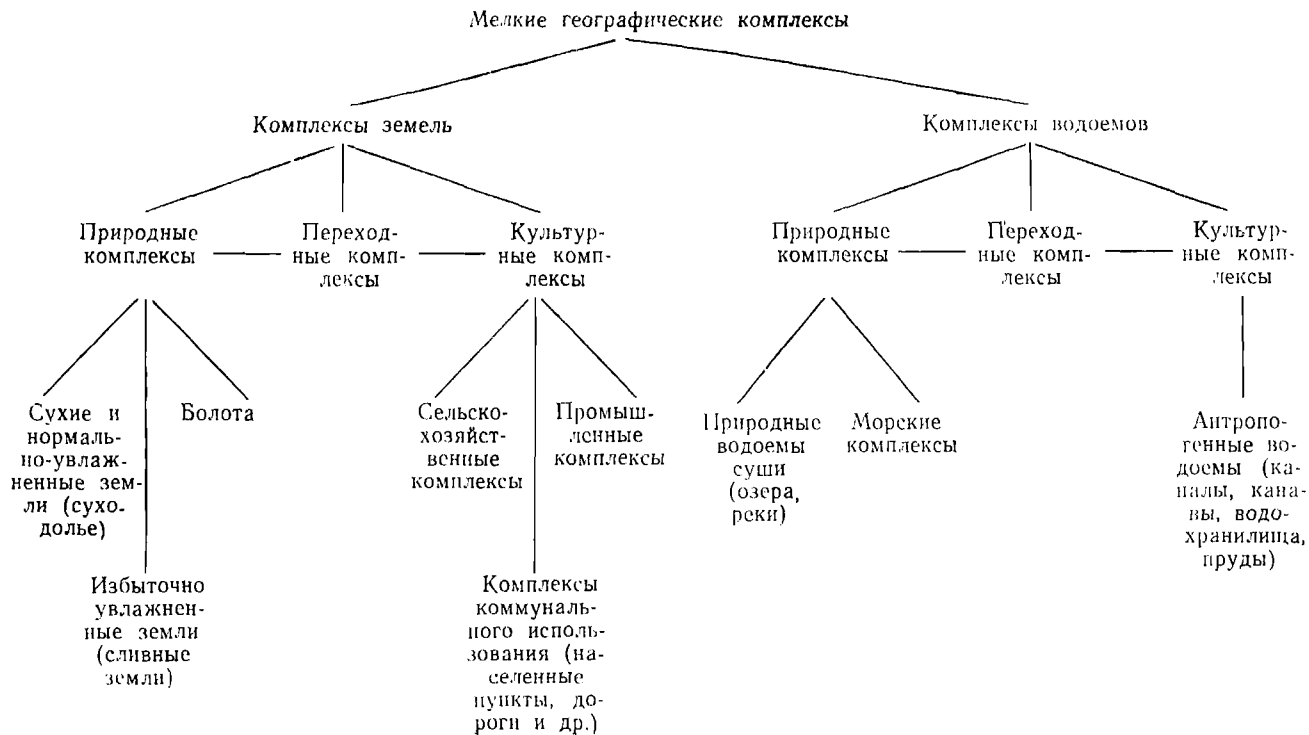 Мелкие географические комплексы
Комплексы земель
Комплексы водоемов
Природные
комплексы
Переход-
ные комп-
лексы
Культур-
ные комп-
лексы
Природные
комплексы
Переход-
ные комп-
лексы
Культур-
ные комп-
лексы
Сухие и
нормаль-
но-увлаж-
ненные зем-
ли (сухо-
долье)
Болота
Сельско-
хозяйст-
венные
комплексы
Промыш-
ленные
комплексы
Природные
водоемы
суши
(озера,
реки)
Морские
комплексы
Антропо-
генные во-
доемы (ка-
налы, кана-
вы, водо-
хранилища,
пруды)
Избыточно
увлажнен-
ные земли
(сливные
земли)
Комплексы
коммуналь-
ного исполь-
зования (на-
селенные
пункты, до-
роги и др.)